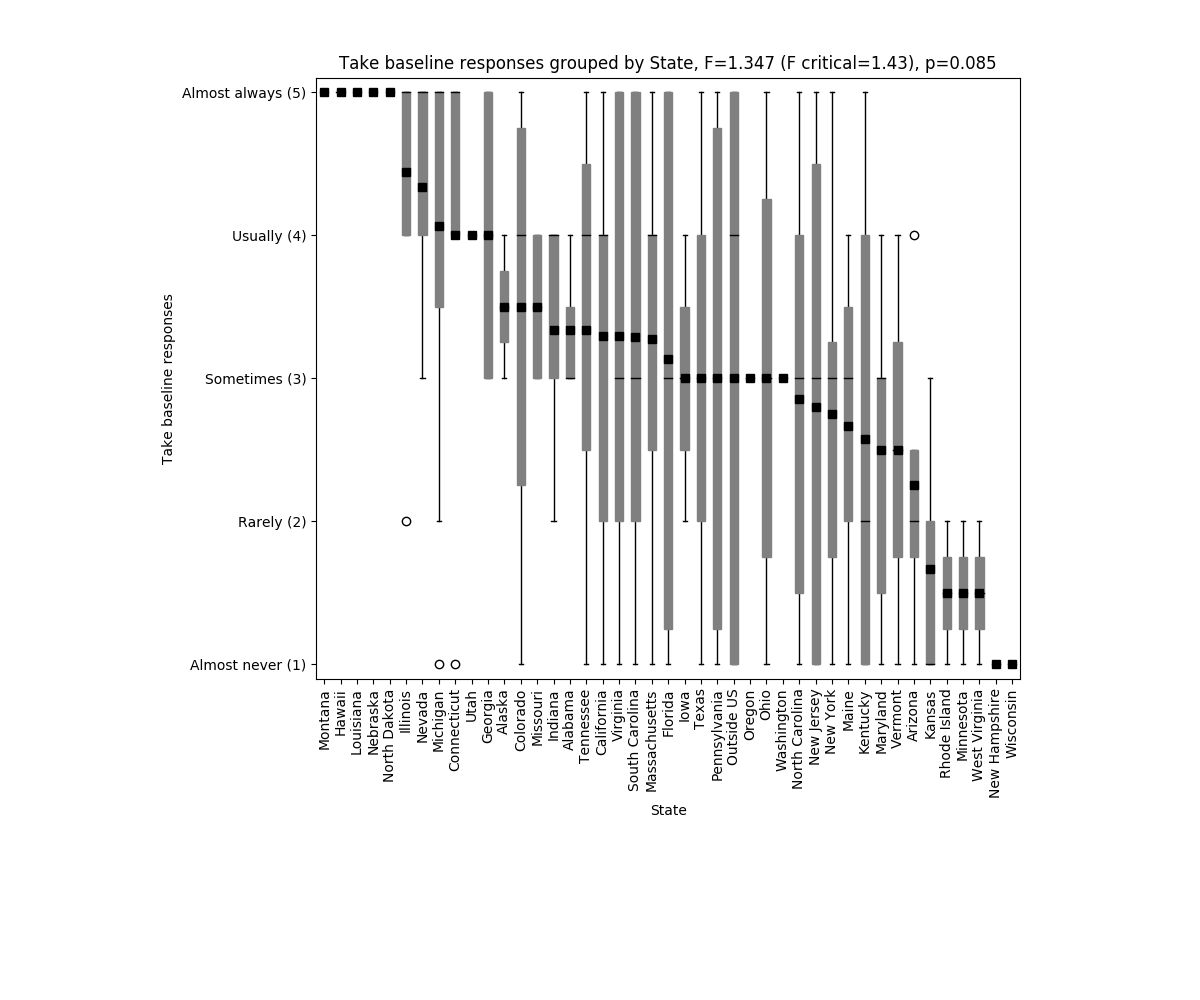 Take baseline responses grouped by State, F=1.347 (F critical=1.43), p=0.085
Almost always (5)
Usually (4)
Sometimes (3)
Rarely (2)
Almost never (1)
Take baseline responses
Montana
Hawaii
Louisiana
Nebraska
North Dakota
Illinois
Nevada
Michigan
Connecticut
Utah
Georgia
Alaska
Colorado
Missouri
Indiana
Alabama
Tennessee
California
Virginia
South Carolina
Massachusetts
Florida
Iowa
Texas
Pennsylvania
Outside US
Oregon
Ohio
Washington
North Carolina
New Jersey
New York
Maine
Kentucky
Maryland
Vermont
Arizona
Kansas
Rhode Island
Minnesota
West Virginia
New Hampshire
Wisconsin
State